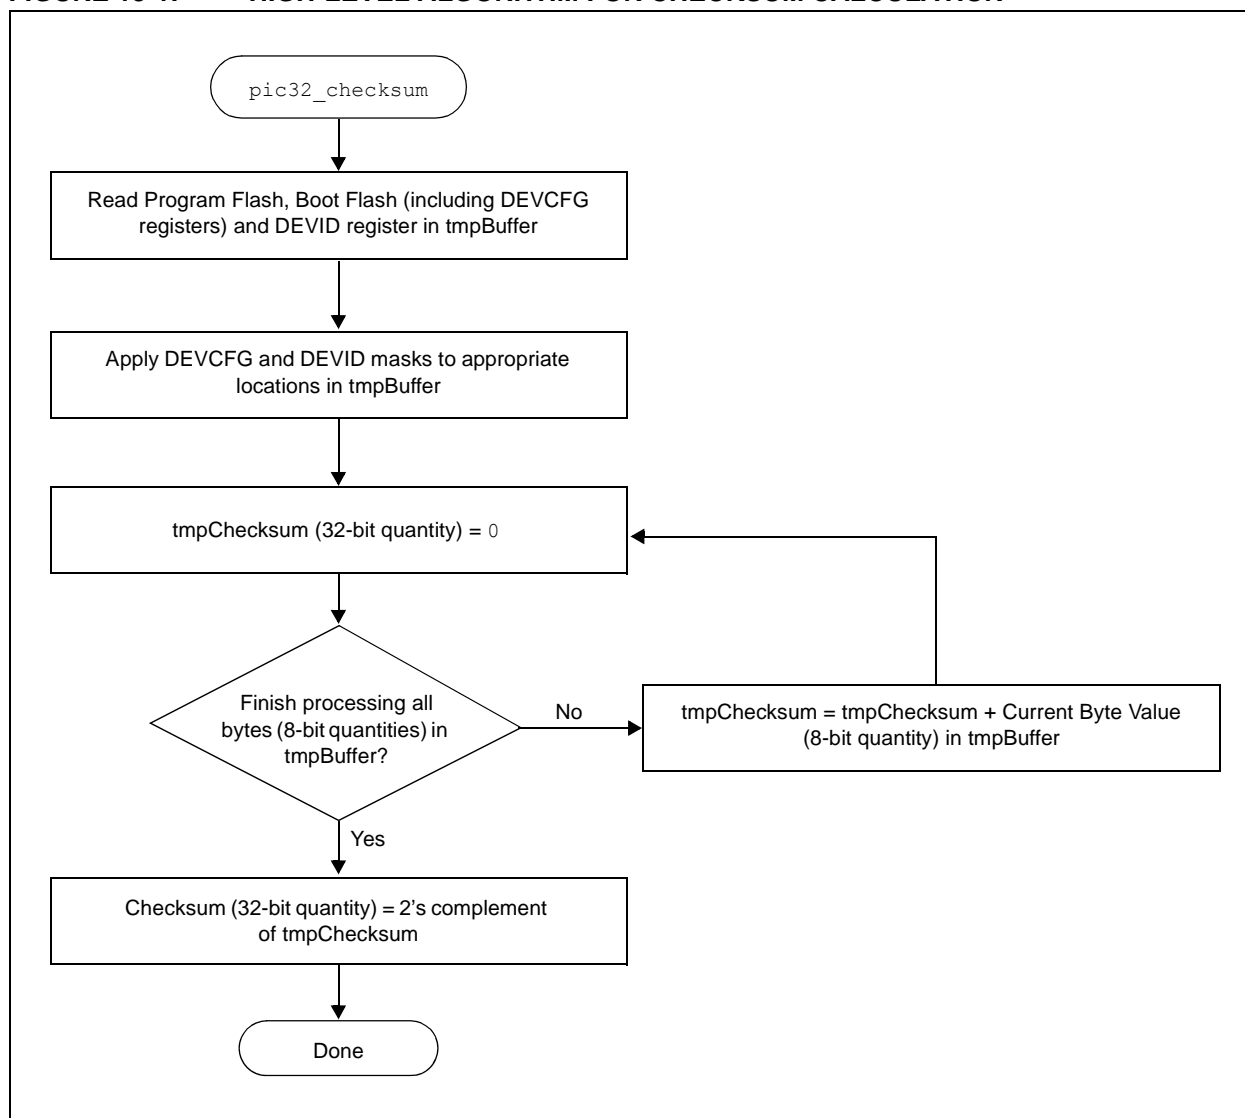 pic32_checksum
Read Program Flash, Boot Flash (including DEVCFG
registers) and DEVID register in tmpBuffer
Apply DEVCFG and DEVID masks to appropriate
locations in tmpBuffer
tmpChecksum (32-bit quantity) = 0
Finish processing all
bytes (8-bit quantities) in
tmpBuffer?
No
tmpChecksum = tmpChecksum + Current Byte Value
(8-bit quantity) in tmpBuffer
Yes
Checksum (32-bit quantity) = 2's complement
of tmpChecksum
Done